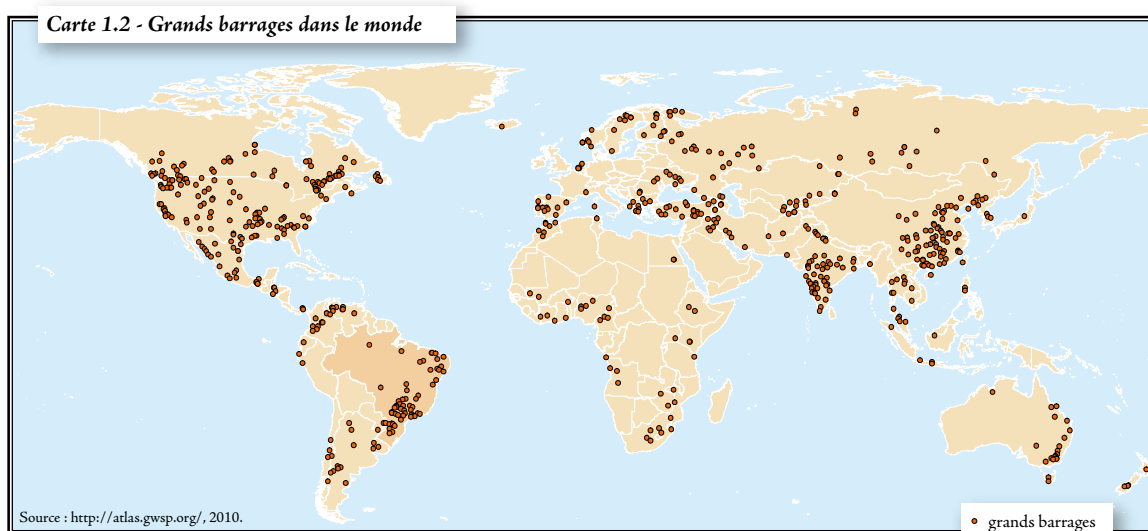 Carte 1.2 - Grands barrages dans le monde
Source : http://atlas.gwsp.org/, 2010.
grands barrages